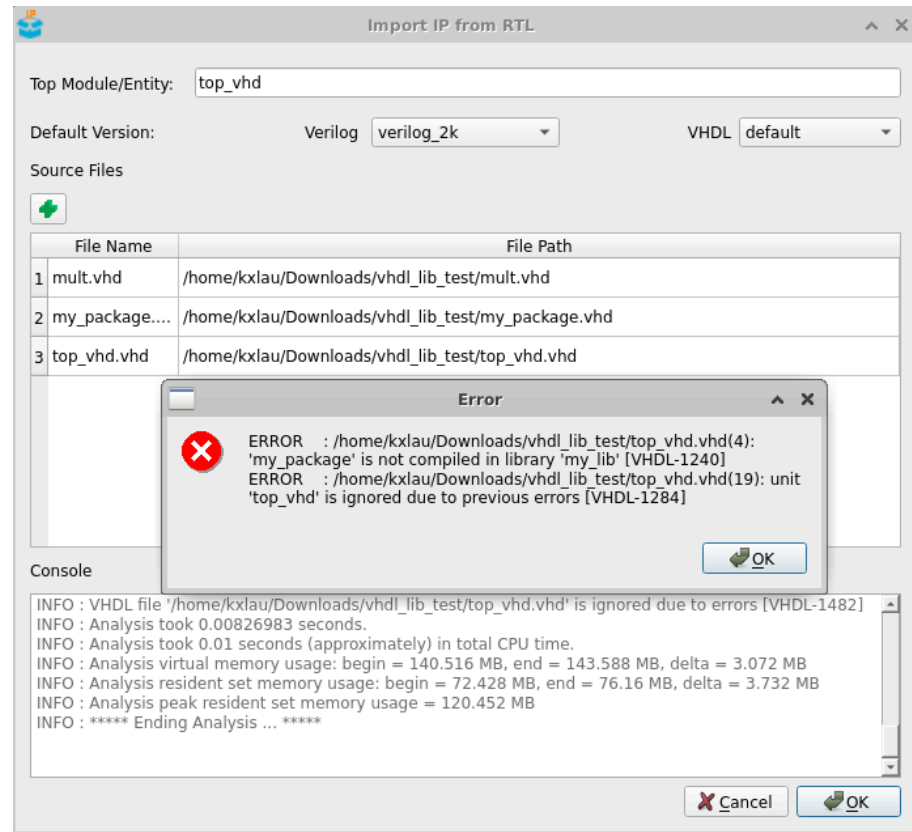 IP
Import IP from RTL
Top Module/Entity: top_vhd
Default Version: Verilog verilog_2k VHDL default
Source Files
File Name File Path
1 mult.vhd /home/kxlau/Downloads/vhdl_lib_test/mult.vhd
2 my_package.... /home/kxlau/Downloads/vhdl_lib_test/my_package.vhd
3 top_vhd.vhd /home/kxlau/Downloads/vhdl_lib_test/top_vhd.vhd
Error
ERROR : /home/kxlau/Downloads/vhdl_lib_test/top_vhd.vhd(4):
'my_package' is not compiled in library 'my_lib' [VHDL-1240]
ERROR : /home/kxlau/Downloads/vhdl_lib_test/top_vhd.vhd(19): unit
'top_vhd' is ignored due to previous errors [VHDL-1284]
OK
Console
INFO : VHDL file '/home/kxlau/Downloads/vhdl_lib_test/top_vhd.vhd' is ignored due to errors [VHDL-1482]
INFO : Analysis took 0.00826983 seconds.
INFO : Analysis took 0.01 seconds (approximately) in total CPU time.
INFO : Analysis virtual memory usage: begin = 140.516 MB, end = 143.588 MB, delta = 3.072 MB
INFO : Analysis resident set memory usage: begin = 72.428 MB, end = 76.16 MB, delta = 3.732 MB
INFO : Analysis peak resident set memory usage = 120.452 MB
INFO : ***** Ending Analysis ... *****
Cancel OK